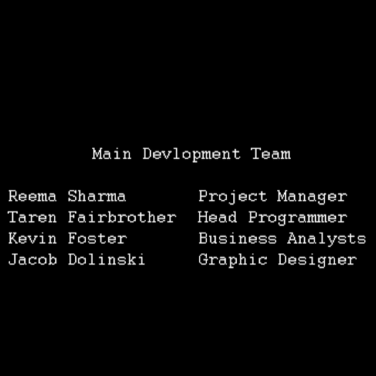 Main Devlopment Team
Reema Sharma Project Manager
Taren Fairbrother Head Programmer
Kevin Foster Business Analysts
Jacob Dolinski Graphic Designer